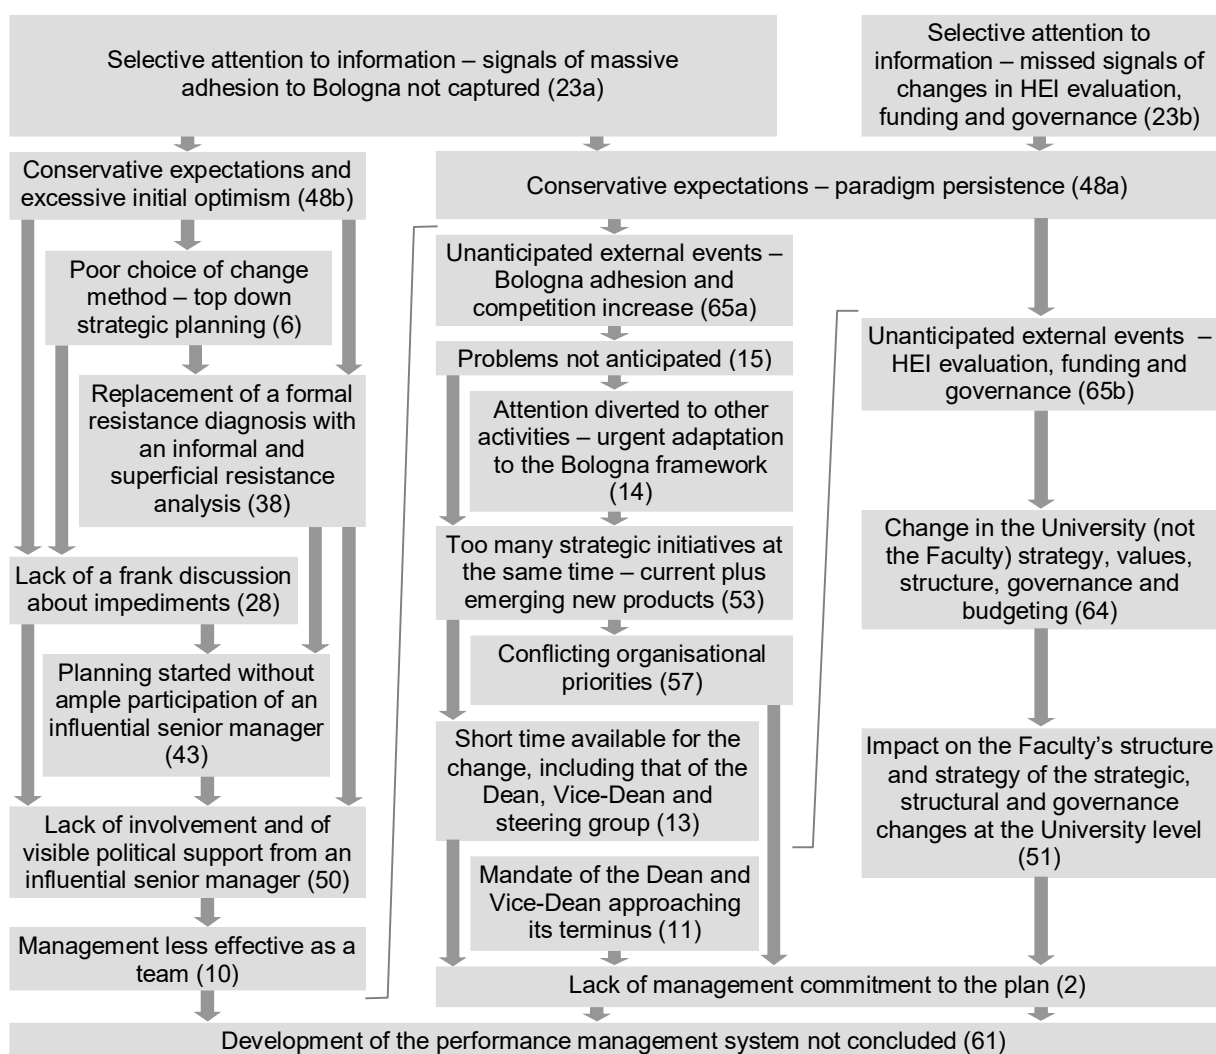 Selective attention to information – signals of massive
adhesion to Bologna not captured (23a)
Selective attention to
information – missed signals of
changes in HEI evaluation,
funding and governance (23b)
Conservative expectations and
excessive initial optimism (48b)
Conservative expectations – paradigm persistence (48a)
Poor choice of change
method – top down
strategic planning (6)
Replacement of a formal
resistance diagnosis with
an informal and
superficial resistance
analysis (38)
Lack of a frank discussion
about impediments (28)
Planning started without
ample participation of an
influential senior manager
(43)
Lack of involvement and of
visible political support from an
influential senior manager (50)
Management less effective as a
team (10)
Unanticipated external events –
Bologna adhesion and
competition increase (65a)
Problems not anticipated (15)
Attention diverted to other
activities – urgent adaptation
to the Bologna framework
(14)
Too many strategic initiatives at
the same time – current plus
emerging new products (53)
Conflicting organisational
priorities (57)
Short time available for the
change, including that of the
Dean, Vice-Dean and
steering group (13)
Mandate of the Dean and
Vice-Dean approaching
its terminus (11)
Unanticipated external events –
HEI evaluation, funding and
governance (65b)
Change in the University (not
the Faculty) strategy, values,
structure, governance and
budgeting (64)
Impact on the Faculty’s structure
and strategy of the strategic,
structural and governance
changes at the University level
(51)
Lack of management commitment to the plan (2)
Development of the performance management system not concluded (61)